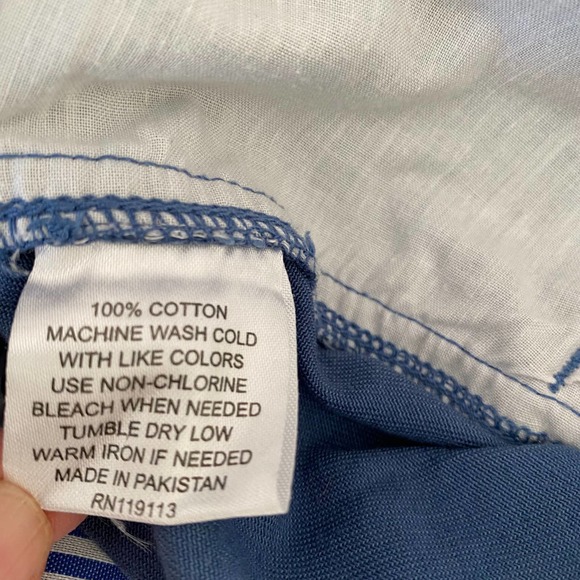 100% COTTON
MACHINE WASH COLD
WITH LIKE COLORS
USE NON-CHLORINE
BLEACH WHEN NEEDED
TUMBLE DRY LOW
WARM IRON IF NEEDED
MADE IN PAKISTAN
RN119113